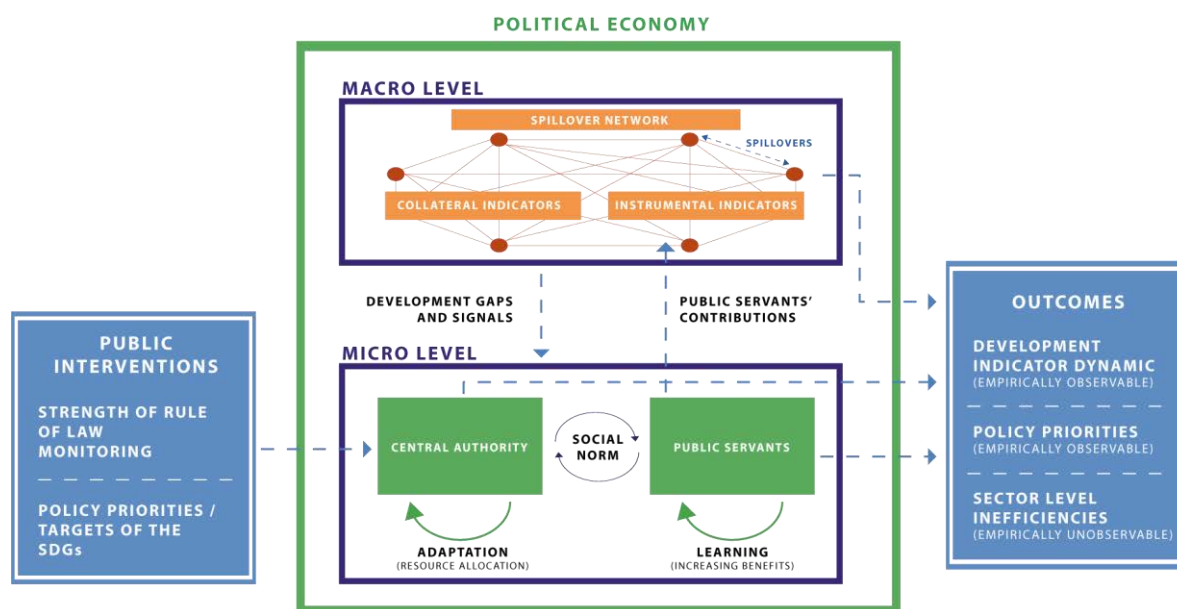 POLITICAL ECONOMY
MACRO LEVEL
SPILLOVER NETWORK
SPILLOVERS
COLLATERAL INDICATORS
INSTRUMENTAL INDICATORS
DEVELOPMENT GAPS
AND SIGNALS
PUBLIC SERVANTS'
CONTRIBUTIONS
MICRO LEVEL
CENTRAL AUTHORITY
SOCIAL
NORM
PUBLIC SERVANTS
ADAPTATION
(RESOURCE ALLOCATION)
LEARNING
(INCREASING BENEFITS)
PUBLIC
INTERVENTIONS
STRENGTH OF RULE
OF LAW
MONITORING
POLICY PRIORITIES /
TARGETS OF THE
SDGs
OUTCOMES
DEVELOPMENT
INDICATOR DYNAMIC
(EMPIRICALLY OBSERVABLE)
POLICY PRIORITIES
(EMPIRICALLY OBSERVABLE)
SECTOR LEVEL
INEFFICIENCIES
(EMPIRICALLY UNOBSERVABLE)